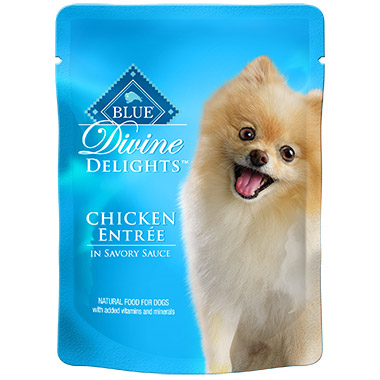 BLUE
Divine
DELIGHTS™
CHICKEN
ENTRÉE
IN SAVORY SAUCE
NATURAL FOOD FOR DOGS
with added vitamins and minerals